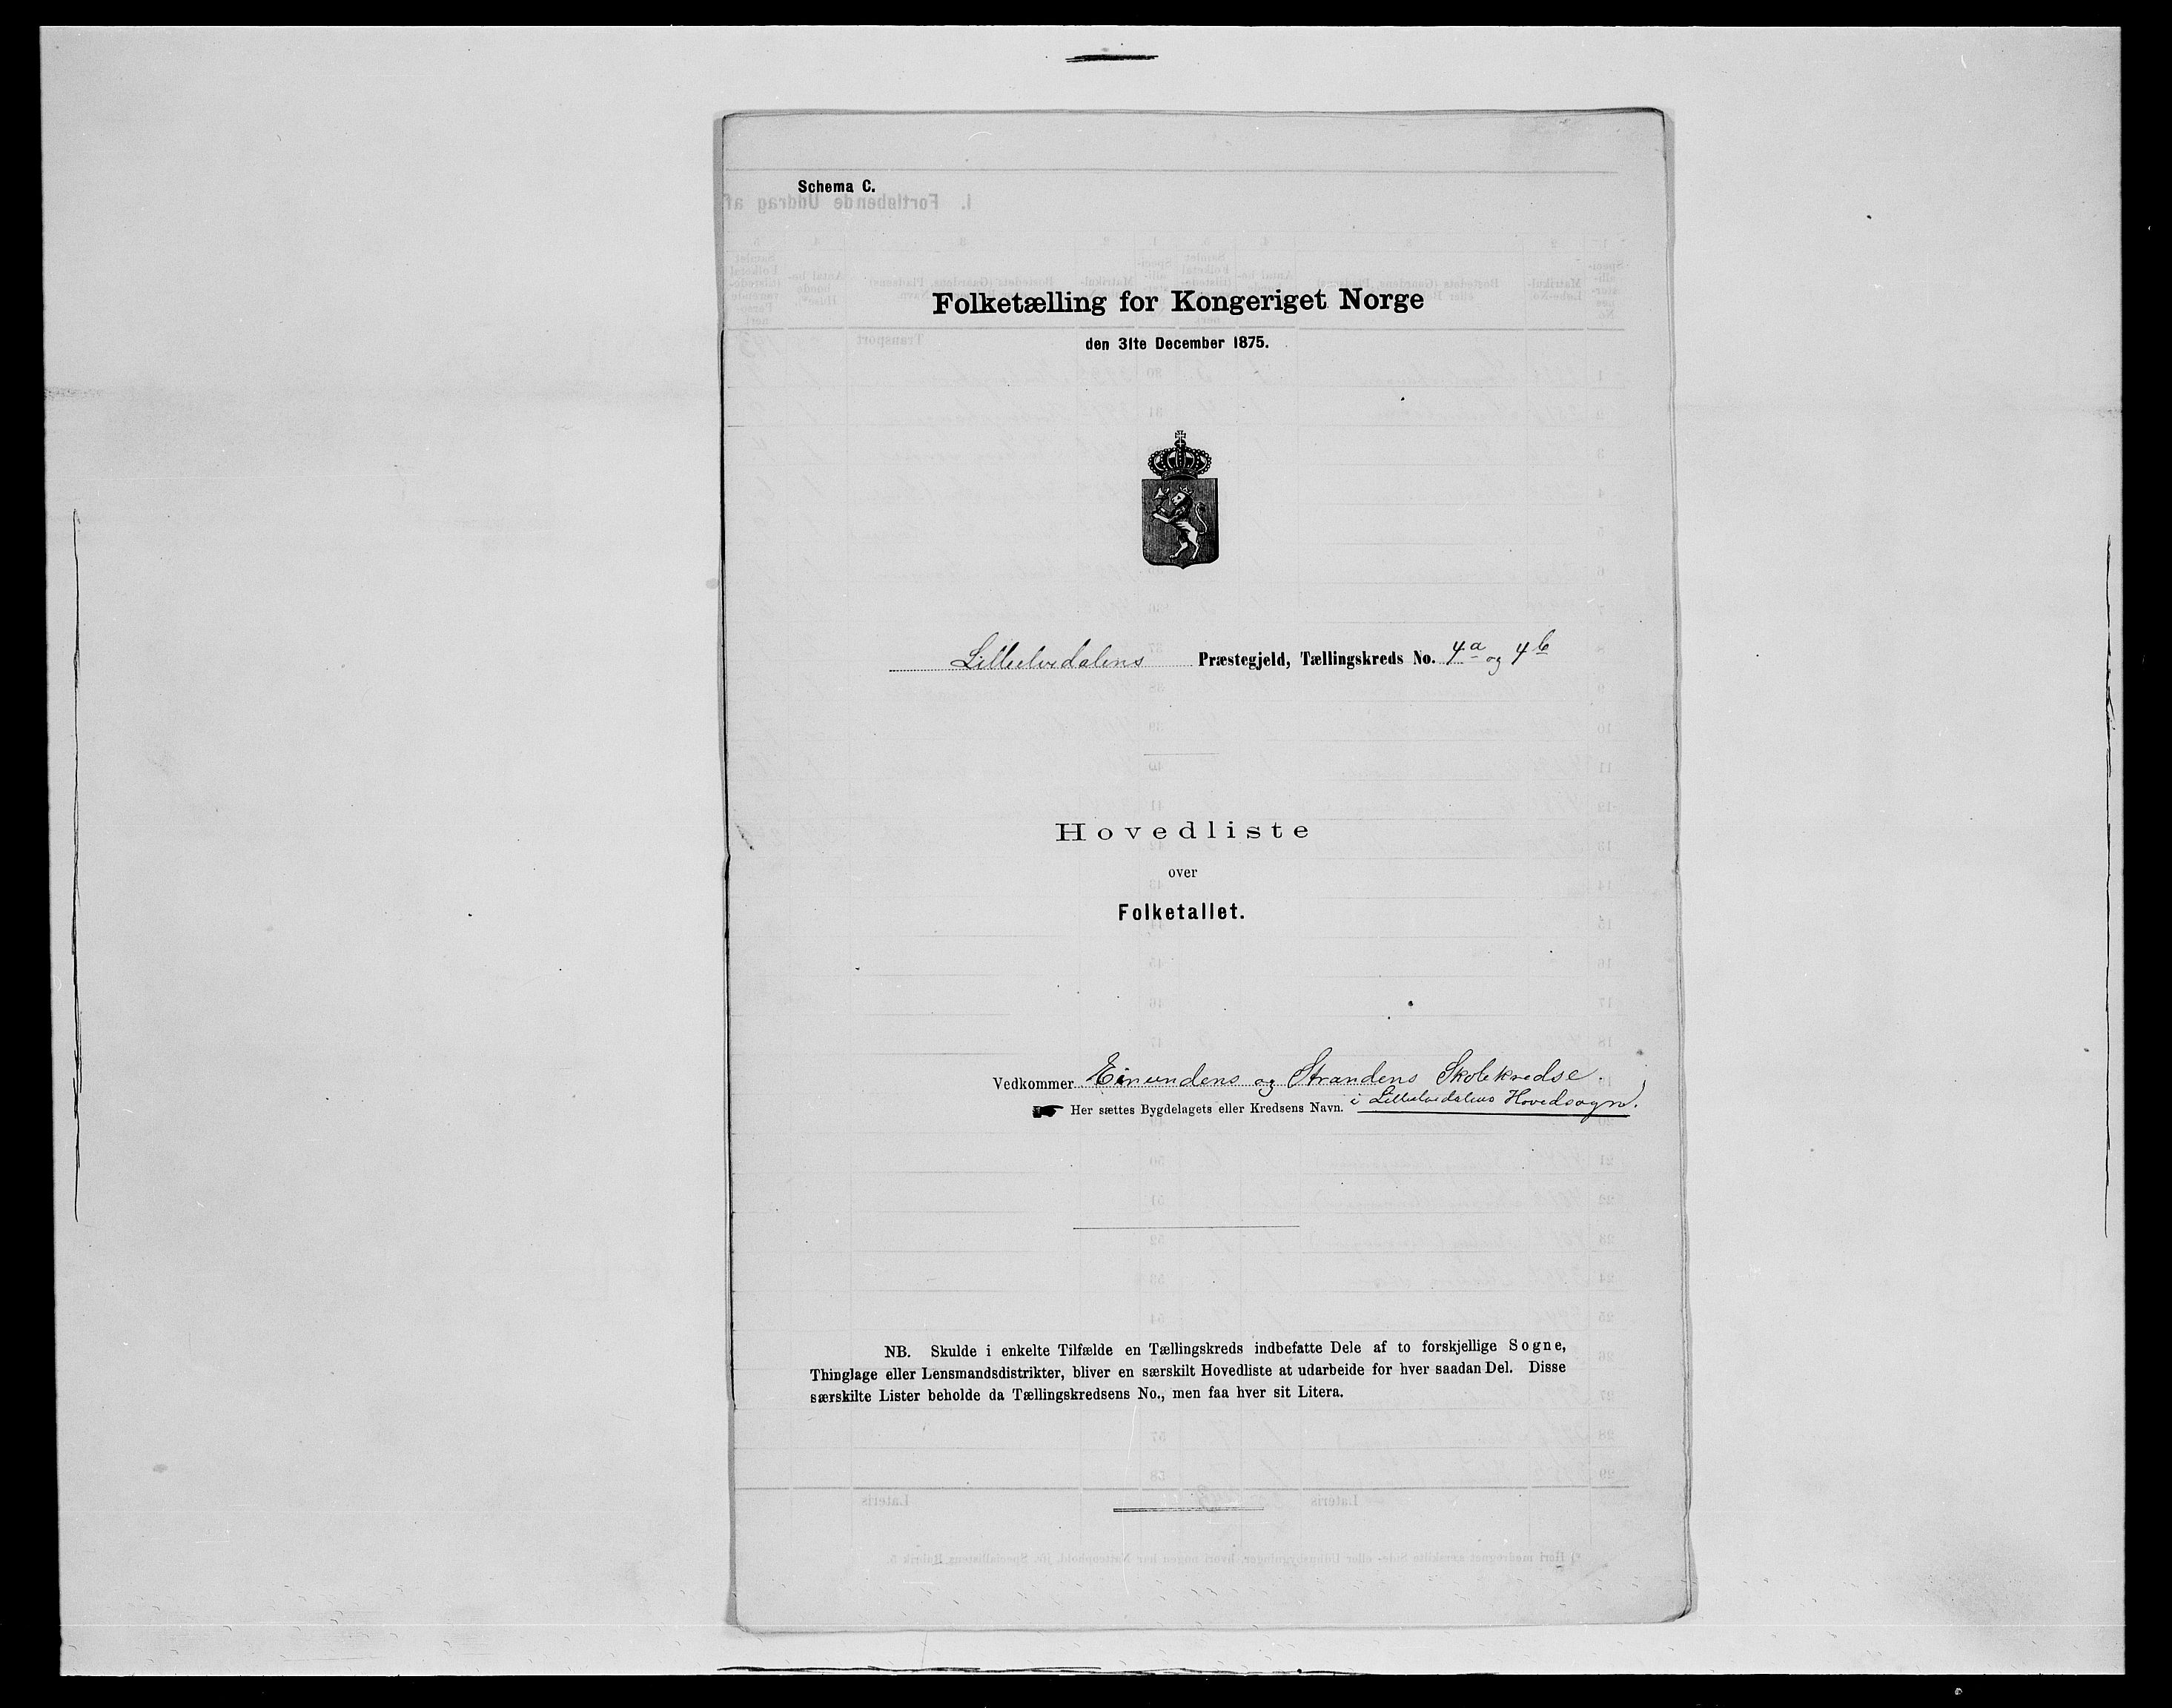 Schema C.
Folketælling for Kongeriget Norge
den 31te December 1875.
Lilleelvedalens Præstegjeld, Tællingskreds No. 4a og 4b
Hovedliste
over
Folketallet.
Vedkommer Einundens og Strandens Skolekredse.
Her sættes Bygdelagets eller Kredsens Navn. i Lilleelvedalens Hovedsogn.
NB. Skulde i enkelte Tilfælde en Tællingskreds indbefatte Dele af to forskjellige Sogne,
Thinglage eller Lensmandsdistrikter, bliver en særskilt Hovedliste at udarbeide for hver saadan Del. Disse
særskilte Lister beholde da Tællingskredsens No., men faa hver sit Litera.